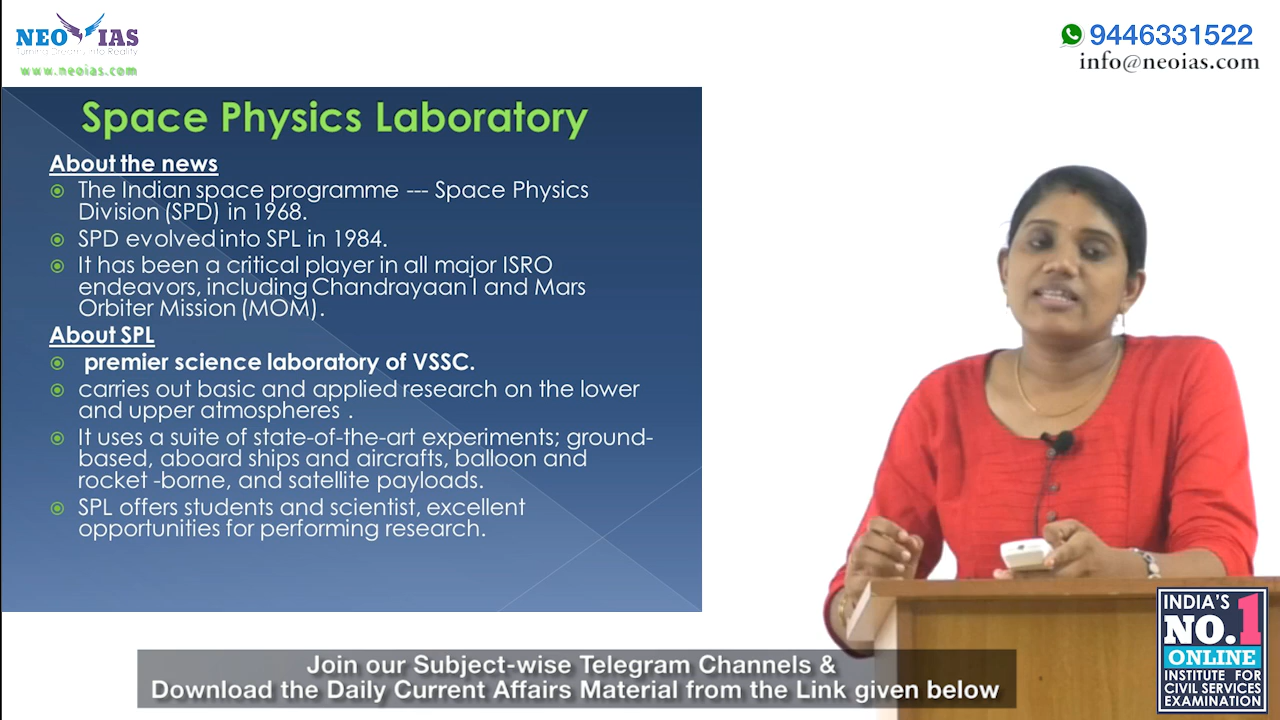 NEO IAS
Turning Dreams Into Reality
www.neoias.com
9446331522
info@neoias.com
Space Physics Laboratory
About the news
The Indian space programme --- Space Physics
Division (SPD) in 1968.
SPD evolved into SPL in 1984.
It has been a critical player in all major ISRO
endeavors, including Chandrayaan I and Mars
Orbiter Mission (MOM).
About SPL
premier science laboratory of VSSC.
carries out basic and applied research on the lower
and upper atmospheres .
It uses a suite of state-of-the-art experiments; ground-
based, aboard ships and aircrafts, balloon and
rocket -borne, and satellite payloads.
SPL offers students and scientist, excellent
opportunities for performing research.
INDIA'S
NO.1
ONLINE
INSTITUTE FOR
CIVIL SERVICES
EXAMINATION
Join our Subject-wise Telegram Channels &
Download the Daily Current Affairs Material from the Link given below